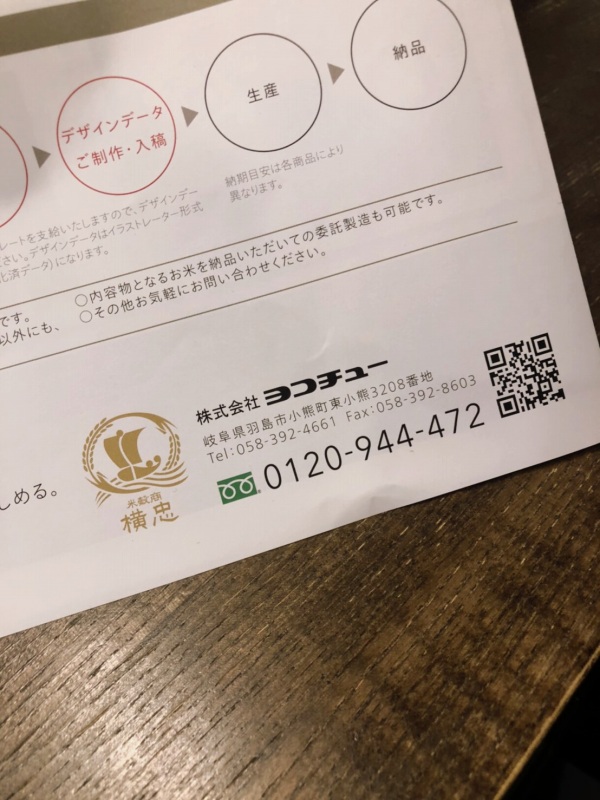 デザインデータ
ご制作・入稿
生産
納品
レートを支給いたしますので、デザインデー
ださい。デザインデータはイラストレーター形式
化済データ)になります。
納期目安は各商品により
異なります。
です。
以外にも、
○内容物となるお米を納品いただいての委託製造も可能です。
○その他お気軽にお問い合わせください。
しめる。
米穀商
横忠
株式会社 ヨコチュー
岐阜県羽島市小熊町東小熊3208番地
Tel:058-392-4661 Fax:058-392-8603
0120-944-472